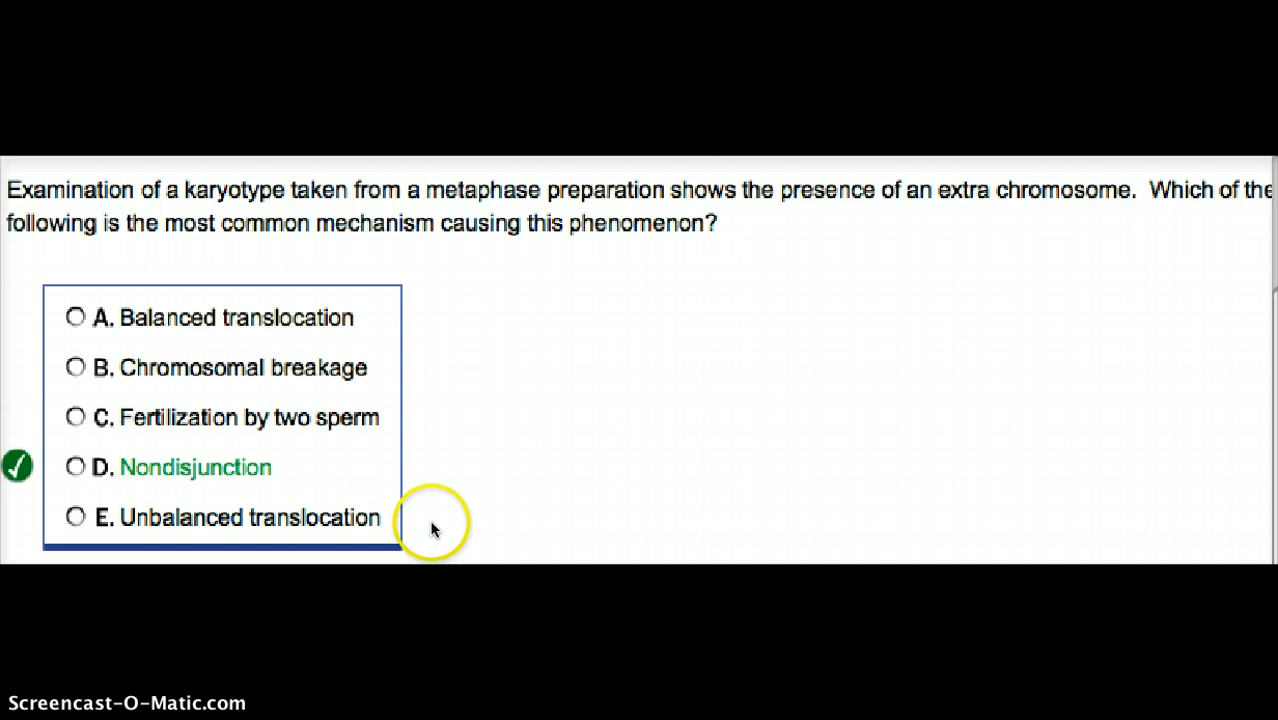 Examination of a karyotype taken from a metaphase preparation shows the presence of an extra chromosome. Which of the
following is the most common mechanism causing this phenomenon?
A. Balanced translocation
B. Chromosomal breakage
C. Fertilization by two sperm
D. Nondisjunction
E. Unbalanced translocation
Screencast-O-Matic.com